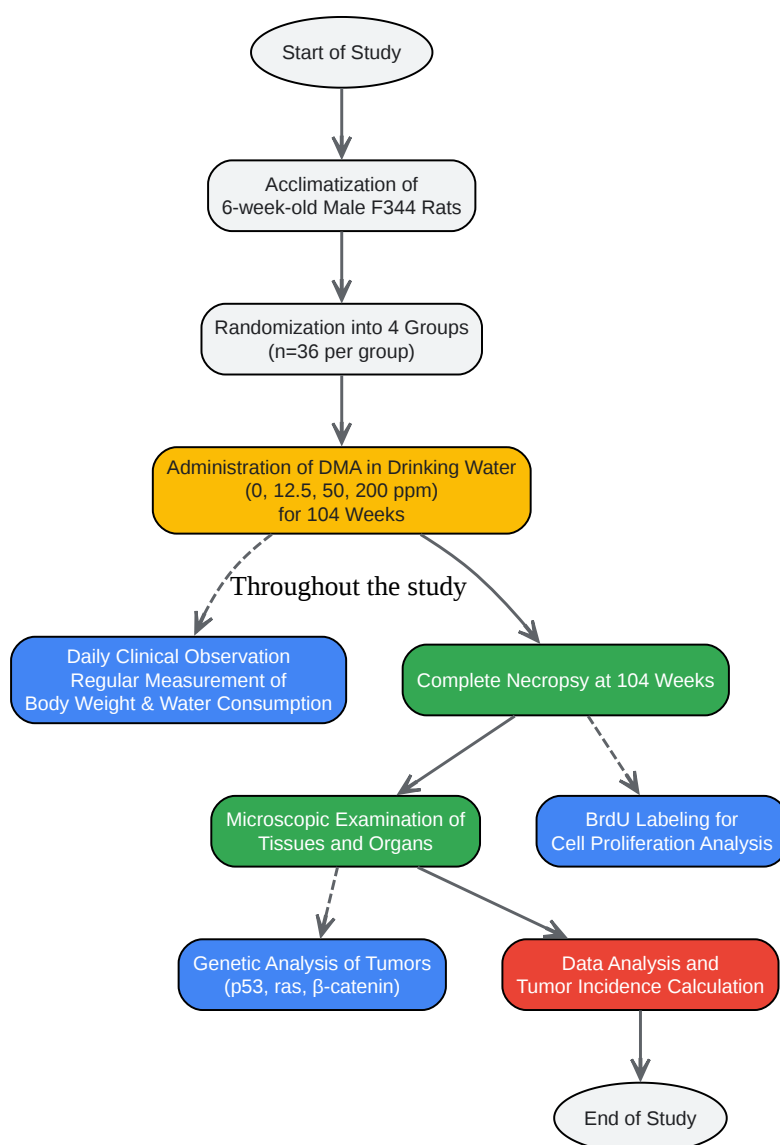 Start of Study
Acclimatization of
6-week-old Male F344 Rats
Randomization into 4 Groups
(n=36 per group)
Administration of DMA in Drinking Water
(0, 12.5, 50, 200 ppm)
for 104 Weeks
Throughout the study
Daily Clinical Observation
Regular Measurement of
Body Weight & Water Consumption
Complete Necropsy at 104 Weeks
Microscopic Examination of
Tissues and Organs
BrdU Labeling for
Cell Proliferation Analysis
Genetic Analysis of Tumors
(p53, ras, β-catenin)
Data Analysis and
Tumor Incidence Calculation
End of Study